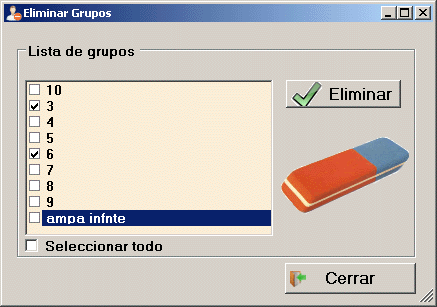 Eliminar Grupos
Lista de grupos
10
3
4
5
6
7
8
9
ampa infnte
Seleccionar todo
Eliminar
Cerrar